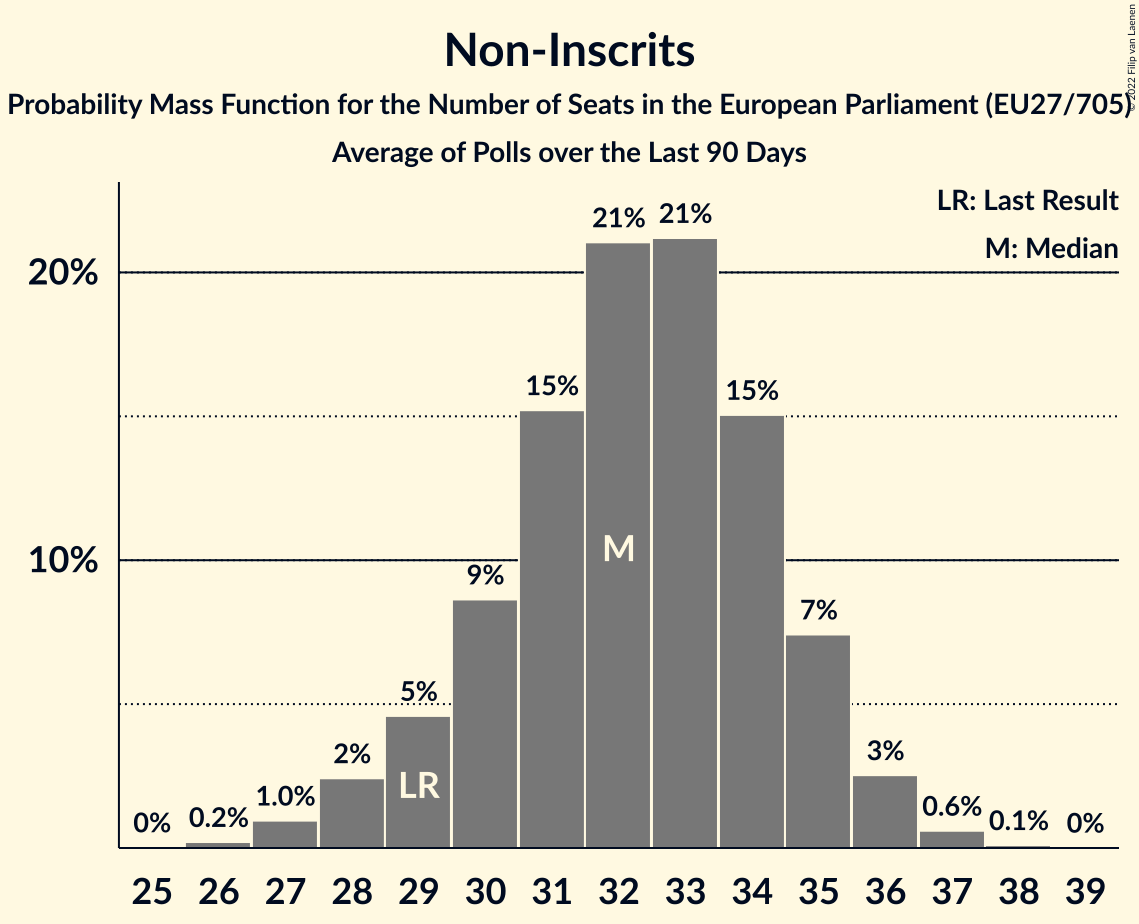 Non-Inscrits
Probability Mass Function for the Number of Seats in the European Parliament (EU27/705)
Average of Polls over the Last 90 Days
© 2022 Filip van Laenen
LR: Last Result
M: Median
20%
10%
0%
0.2%
1.0%
2%
5%
9%
15%
21%
21%
15%
7%
3%
0.6%
0.1%
0%
LR
M
25 26 27 28 29 30 31 32 33 34 35 36 37 38 39